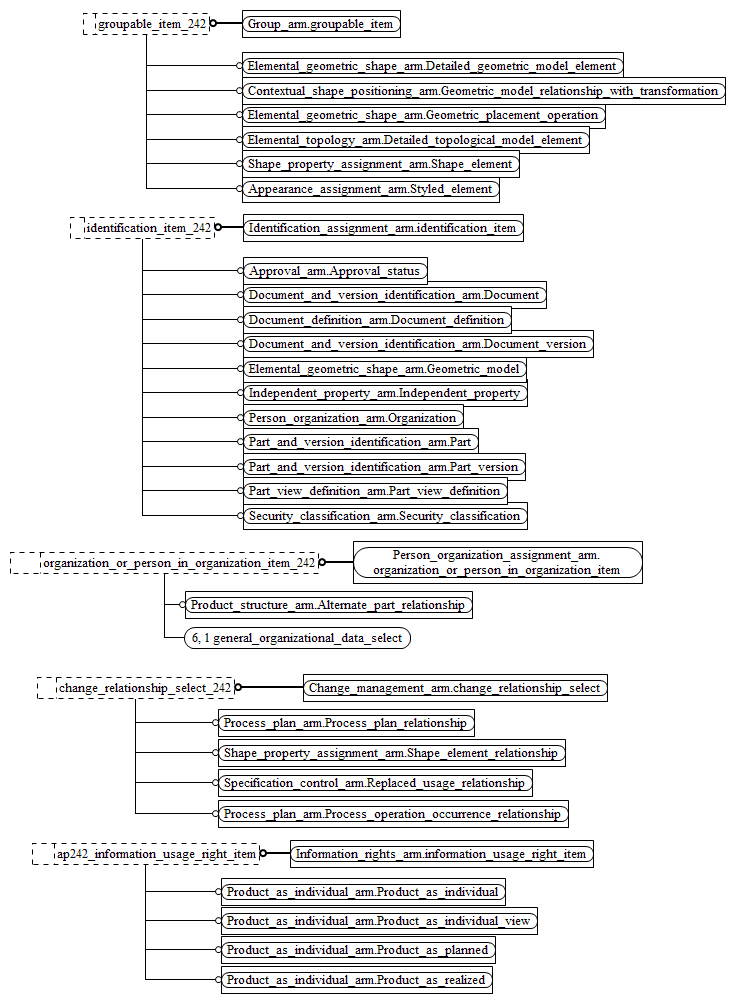 groupable_item_242
Group_arm.groupable_item
Elemental_geometric_shape_arm.Detailed_geometric_model_element
Contextual_shape_positioning_arm.Geometric_model_relationship_with_transformation
Elemental_geometric_shape_arm.Geometric_placement_operation
Elemental_topology_arm.Detailed_topological_model_element
Shape_property_assignment_arm.Shape_element
Appearance_assignment_arm.Styled_element
identification_item_242
Identification_assignment_arm.identification_item
Approval_arm.Approval_status
Document_and_version_identification_arm.Document
Document_definition_arm.Document_definition
Document_and_version_identification_arm.Document_version
Elemental_geometric_shape_arm.Geometric_model
Independent_property_arm.Independent_property
Person_organization_arm.Organization
Part_and_version_identification_arm.Part
Part_and_version_identification_arm.Part_version
Part_view_definition_arm.Part_view_definition
Security_classification_arm.Security_classification
organization_or_person_in_organization_item_242
Person_organization_assignment_arm.
organization_or_person_in_organization_item
Product_structure_arm.Alternate_part_relationship
6, 1 general_organizational_data_select
change_relationship_select_242
Change_management_arm.change_relationship_select
Process_plan_arm.Process_plan_relationship
Shape_property_assignment_arm.Shape_element_relationship
Specification_control_arm.Replaced_usage_relationship
Process_plan_arm.Process_operation_occurrence_relationship
ap242_information_usage_right_item
Information_rights_arm.information_usage_right_item
Product_as_individual_arm.Product_as_individual
Product_as_individual_arm.Product_as_individual_view
Product_as_individual_arm.Product_as_planned
Product_as_individual_arm.Product_as_realized